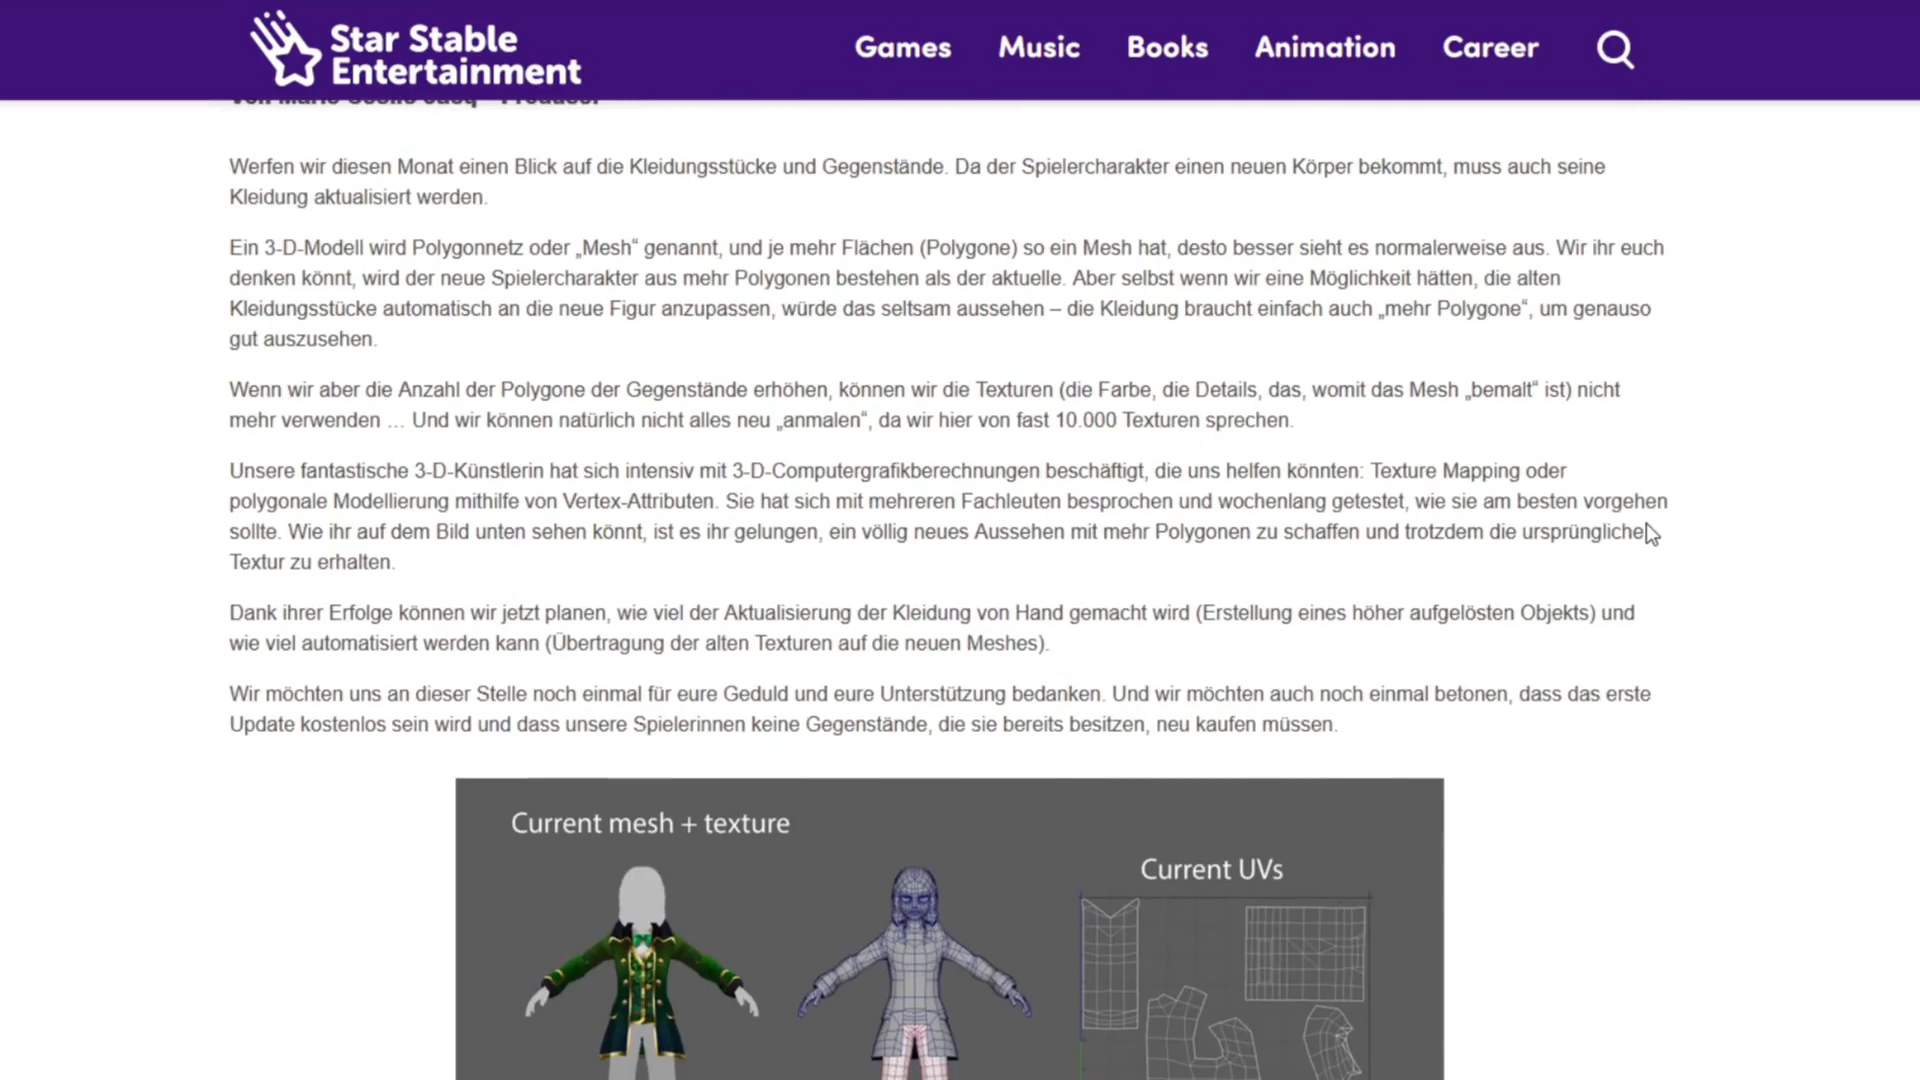 Star Stable
Entertainment
Games Music Books Animation Career
Werfen wir diesen Monat einen Blick auf die Kleidungsstücke und Gegenstände. Da der Spielercharakter einen neuen Körper bekommt, muss auch seine
Kleidung aktualisiert werden.
Ein 3-D-Modell wird Polygonnetz oder „Mesh“ genannt, und je mehr Flächen (Polygone) so ein Mesh hat, desto besser sieht es normalerweise aus. Wir ihr euch
denken könnt, wird der neue Spielercharakter aus mehr Polygonen bestehen als der aktuelle. Aber selbst wenn wir eine Möglichkeit hätten, die alten
Kleidungsstücke automatisch an die neue Figur anzupassen, würde das seltsam aussehen – die Kleidung braucht einfach auch „mehr Polygone“, um genauso
gut auszusehen.
Wenn wir aber die Anzahl der Polygone der Gegenstände erhöhen, können wir die Texturen (die Farbe, die Details, das, womit das Mesh „bemalt“ ist) nicht
mehr verwenden … Und wir können natürlich nicht alles neu „anmalen“, da wir hier von fast 10.000 Texturen sprechen.
Unsere fantastische 3-D-Künstlerin hat sich intensiv mit 3-D-Computergrafikberechnungen beschäftigt, die uns helfen könnten: Texture Mapping oder
polygonale Modellierung mithilfe von Vertex-Attributen. Sie hat sich mit mehreren Fachleuten besprochen und wochenlang getestet, wie sie am besten vorgehen
sollte. Wie ihr auf dem Bild unten sehen könnt, ist es ihr gelungen, ein völlig neues Aussehen mit mehr Polygonen zu schaffen und trotzdem die ursprüngliche
Textur zu erhalten.
Dank ihrer Erfolge können wir jetzt planen, wie viel der Aktualisierung der Kleidung von Hand gemacht wird (Erstellung eines höher aufgelösten Objekts) und
wie viel automatisiert werden kann (Übertragung der alten Texturen auf die neuen Meshes).
Wir möchten uns an dieser Stelle noch einmal für eure Geduld und eure Unterstützung bedanken. Und wir möchten auch noch einmal betonen, dass das erste
Update kostenlos sein wird und dass unsere Spielerinnen keine Gegenstände, die sie bereits besitzen, neu kaufen müssen.
Current mesh + texture
Current UVs